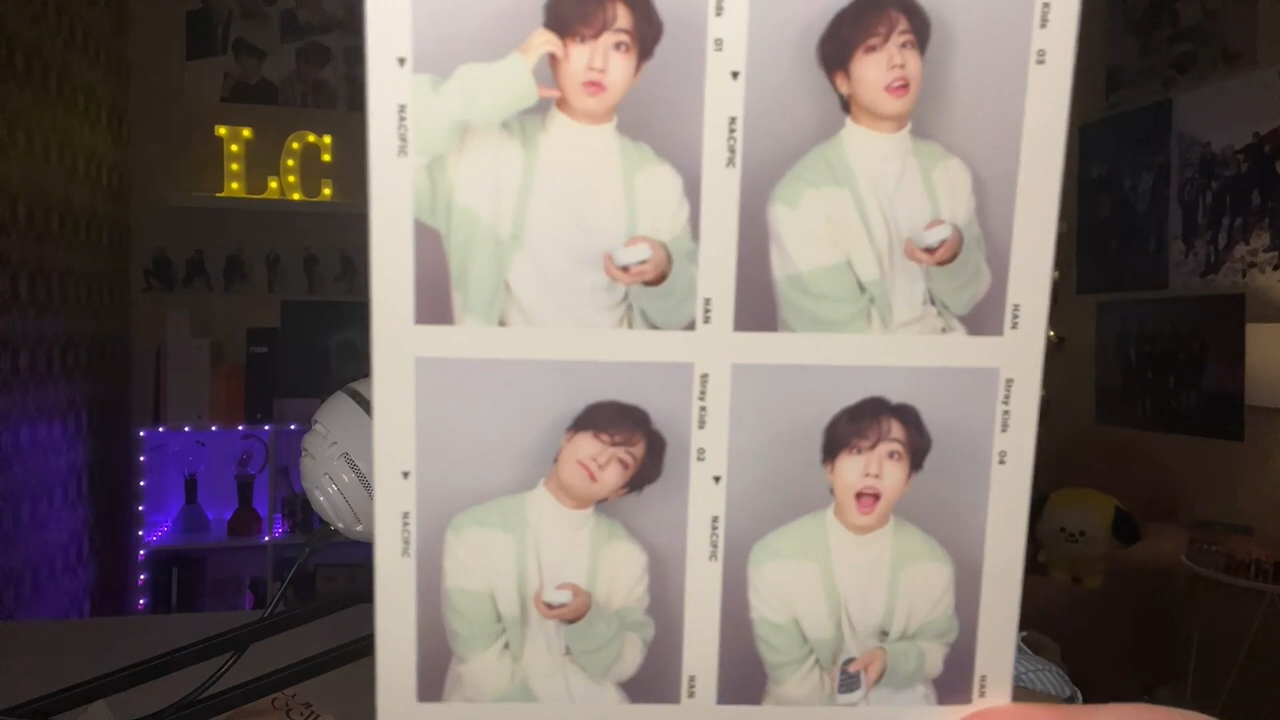 LC
▼ NACIFIC
Kids 01
HAN
▼ NACIFIC
Kids 03
HAN
▼ NACIFIC
Stray Kids 02
HAN
▼ NACIFIC
Stray Kids 04
HAN